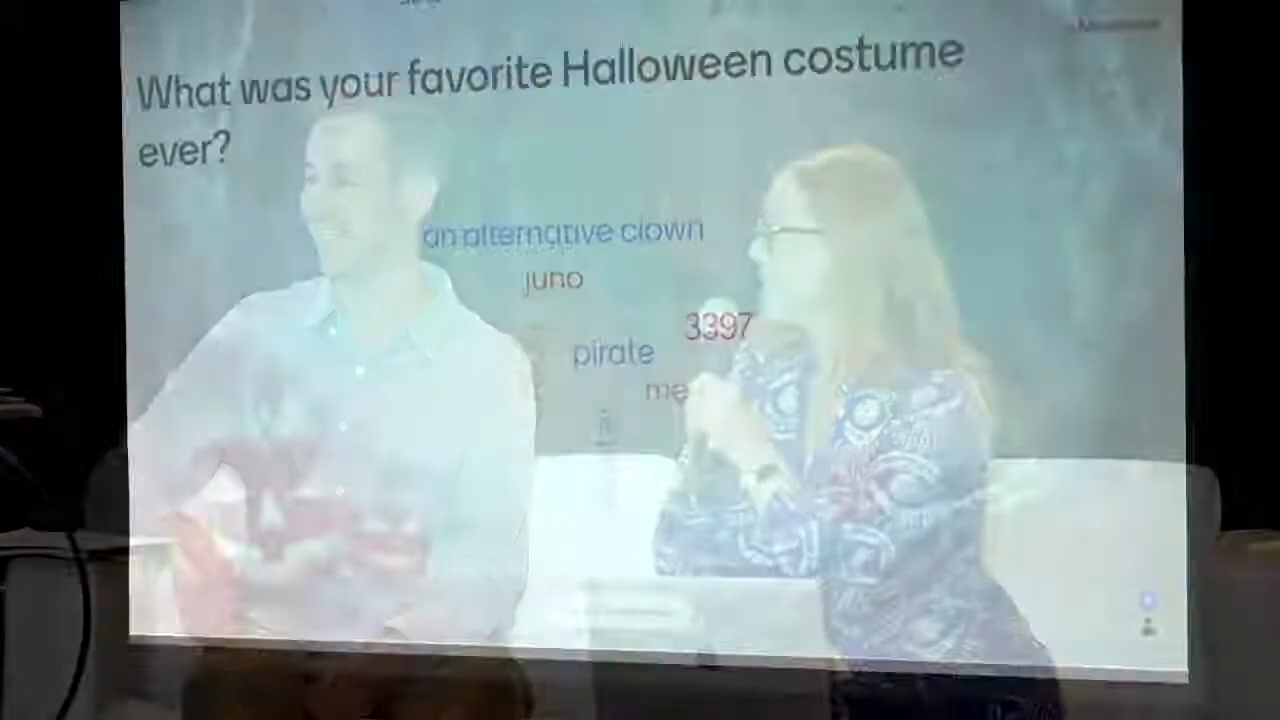 What was your favorite Halloween costume
ever?
an alternative clown
juno
3397
pirate
me